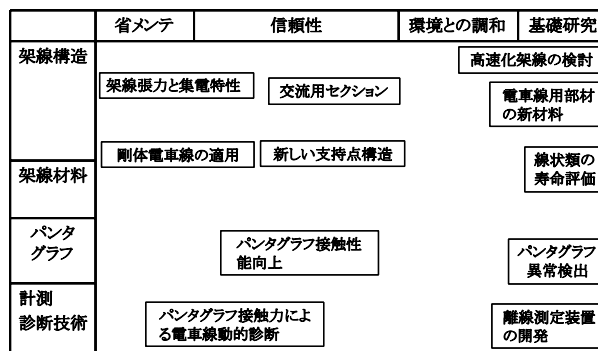 省メンテ
信頼性
環境との調和
基礎研究
架線構造
高速化架線の検討
架線張力と集電特性
交流用セクション
電車線用部材
の新材料
剛体電車線の適用
新しい支持点構造
架線材料
線状類の
寿命評価
パンタ
グラフ
パンタグラフ接触性
能向上
パンタグラフ
異常検出
計測
診断技術
パンタグラフ接触力によ
る電車線動的診断
離線測定装置
の開発